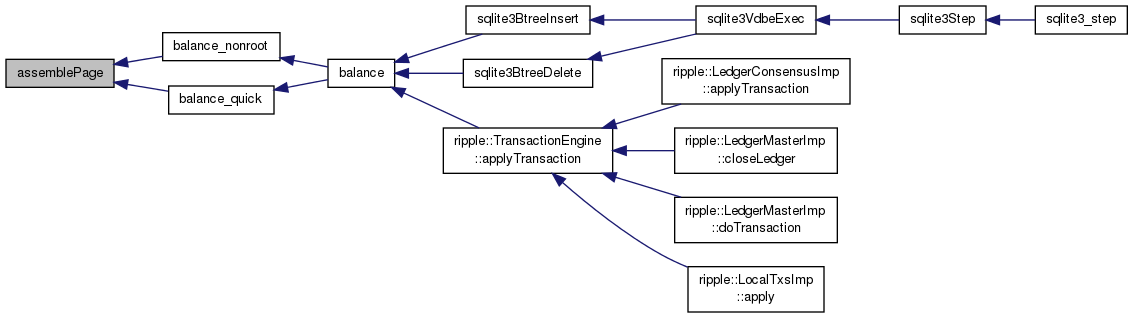 assemblePage
balance_nonroot
balance_quick
balance
sqlite3BtreeInsert
sqlite3BtreeDelete
ripple::TransactionEngine
::applyTransaction
sqlite3VdbeExec
ripple::LedgerConsensusImp
::applyTransaction
ripple::LedgerMasterImp
::closeLedger
ripple::LedgerMasterImp
::doTransaction
ripple::LocalTxsImp
::apply
sqlite3Step
sqlite3_step